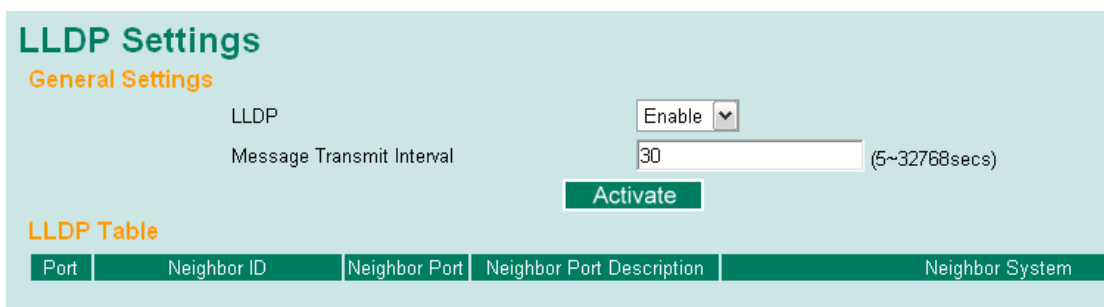 LLDP Settings
General Settings
LLDP Enable
Message Transmit Interval 30 (5~32768secs)
Activate
LLDP Table
Port Neighbor ID Neighbor Port Neighbor Port Description Neighbor System